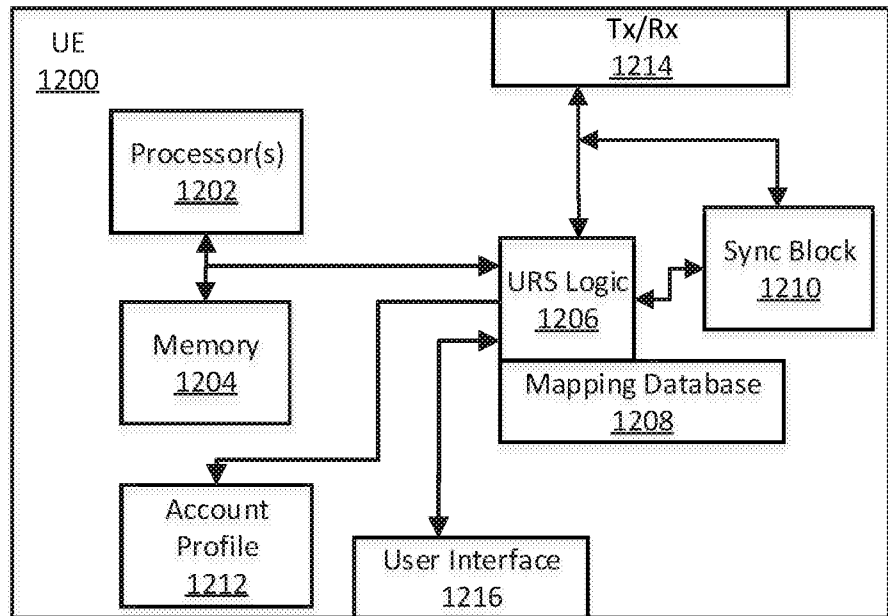 UE
1200
Tx/Rx
1214
Processor(s)
1202
URS Logic
1206
Sync Block
1210
Memory
1204
Mapping Database
1208
Account
Profile
1212
User Interface
1216